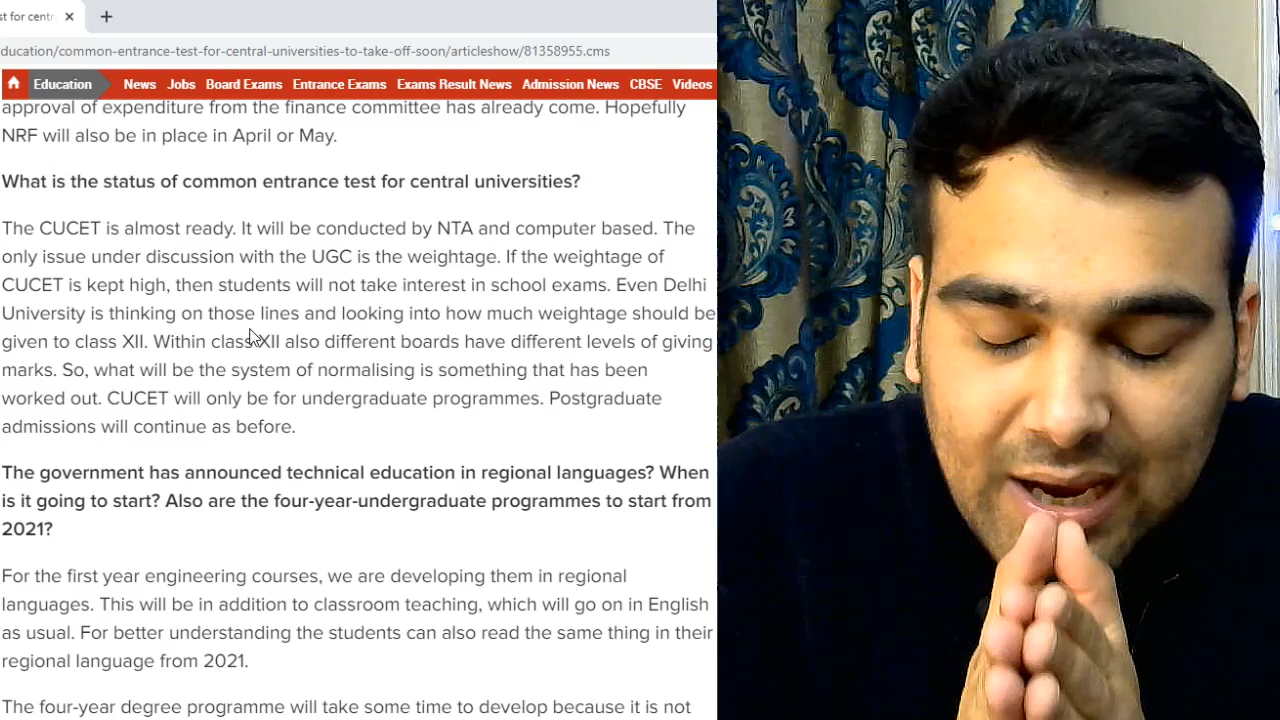 st for centr
ducation/common-entrance-test-for-central-universities-to-take-off-soon/articleshow/81358955.cms
Education News Jobs Board Exams Entrance Exams Exams Result News Admission News CBSE Videos
approval of expenditure from the finance committee has already come. Hopefully
NRF will also be in place in April or May.
What is the status of common entrance test for central universities?
The CUCET is almost ready. It will be conducted by NTA and computer based. The
only issue under discussion with the UGC is the weightage. If the weightage of
CUCET is kept high, then students will not take interest in school exams. Even Delhi
University is thinking on those lines and looking into how much weightage should be
given to class XII. Within class XII also different boards have different levels of giving
marks. So, what will be the system of normalising is something that has been
worked out. CUCET will only be for undergraduate programmes. Postgraduate
admissions will continue as before.
The government has announced technical education in regional languages? When
is it going to start? Also are the four-year-undergraduate programmes to start from
2021?
For the first year engineering courses, we are developing them in regional
languages. This will be in addition to classroom teaching, which will go on in English
as usual. For better understanding the students can also read the same thing in their
regional language from 2021.
The four-year degree programme will take some time to develop because it is not